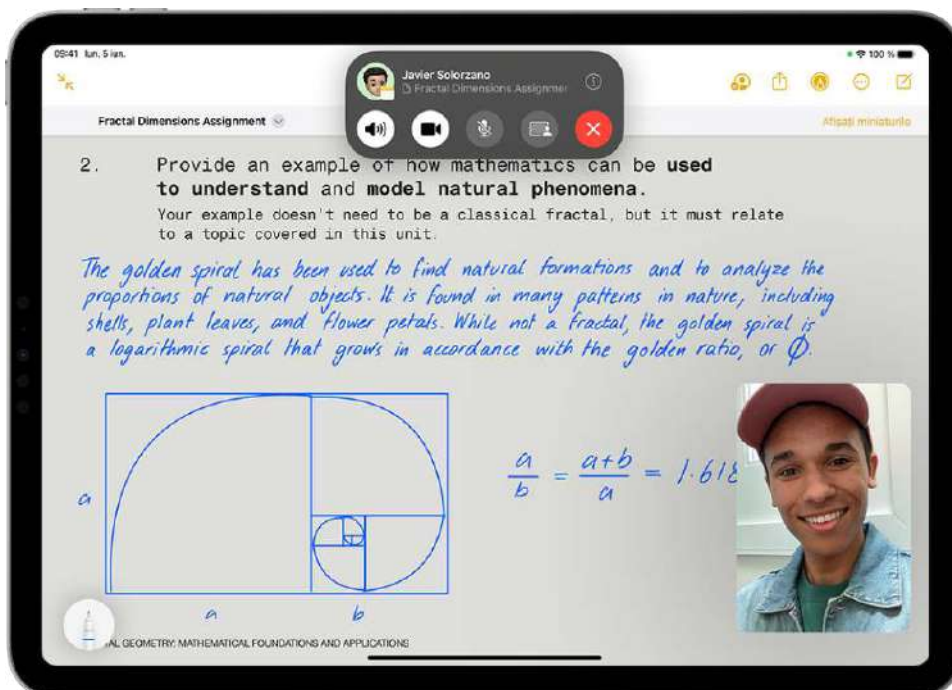 09:41 lun. 5 iun.
100 %
Javier Solorzano
Fractal Dimensions Assignmen
Fractal Dimensions Assignment
Afișați miniaturile
2. Provide an example of how mathematics can be used
to understand and model natural phenomena.
Your example doesn't need to be a classical fractal, but it must relate
to a topic covered in this unit.
The golden spiral has been used to find natural formations and to analyze the
proportions of natural objects. It is found in many patterns in nature, including
shells, plant leaves, and flower petals. While not a fractal, the golden spiral is
a logarithmic spiral that grows in accordance with the golden ratio, or Ø.
a
a/b = (a+b)/a = 1.618
a b
AL GEOMETRY: MATHEMATICAL FOUNDATIONS AND APPLICATIONS